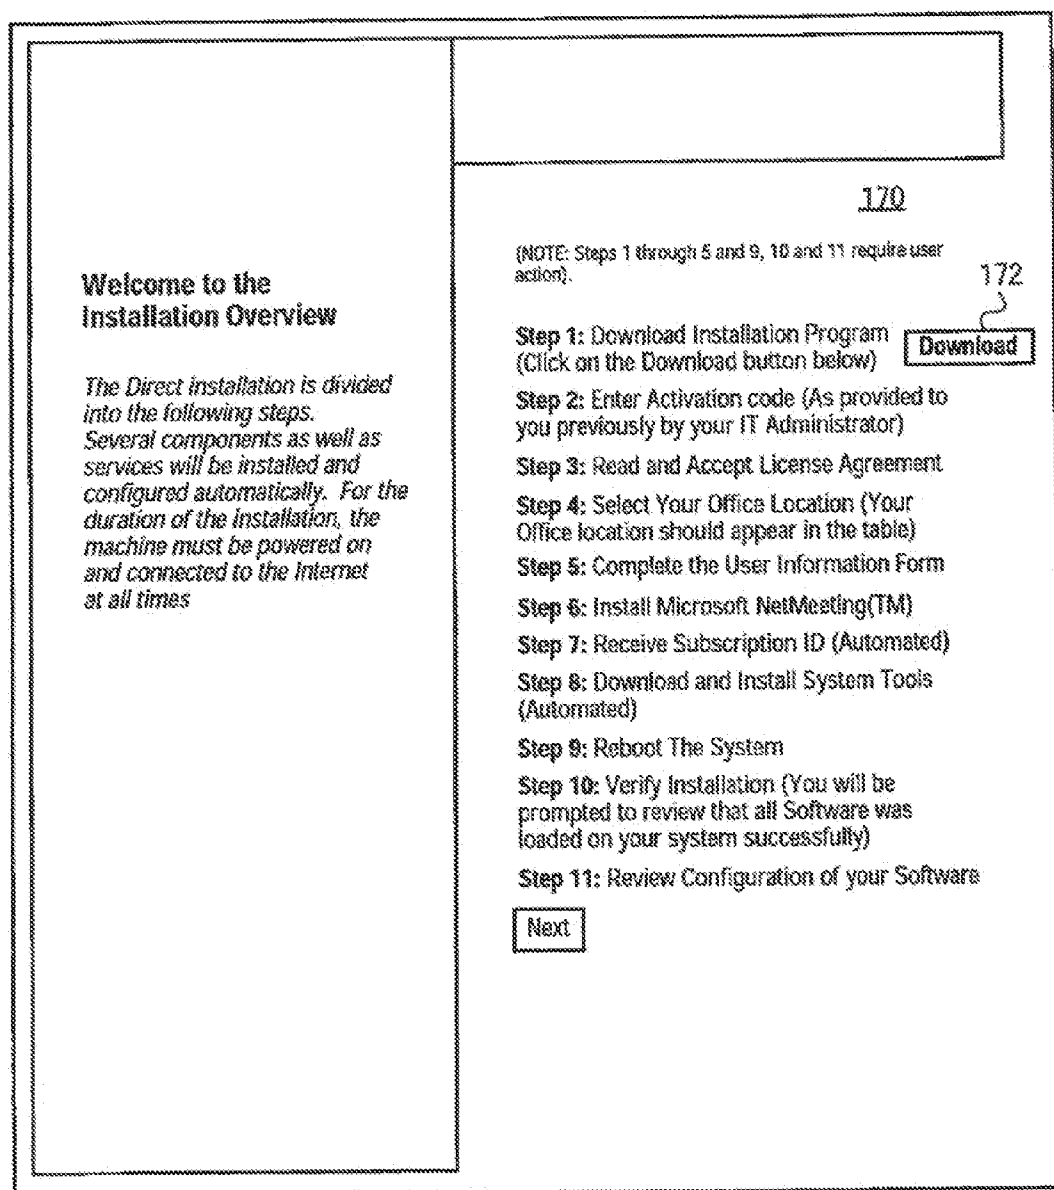 Welcome to the
Installation Overview
The Direct Installation is divided
into the following steps.
Several components as well as
services will be installed and
configured automatically. For the
duration of the Installation, the
machine must be powered on
and connected to the Internet
at all times
170
(NOTE: Steps 1 through 5 and 9, 10 and 11 require user
action).
172
Step 1: Download Installation Program
(Click on the Download button below)
Download
Step 2: Enter Activation code (As provided to
you previously by your IT Administrator)
Step 3: Read and Accept License Agreement
Step 4: Select Your Office Location (Your
Office location should appear in the table)
Step 5: Complete the User Information Form
Step 6: Install Microsoft NetMeeting(TM)
Step 7: Receive Subscription ID (Automated)
Step 8: Download and Install System Tools
(Automated)
Step 9: Reboot The System
Step 10: Verify Installation (You will be
prompted to review that all Software was
loaded on your system successfully)
Step 11: Review Configuration of your Software
Next